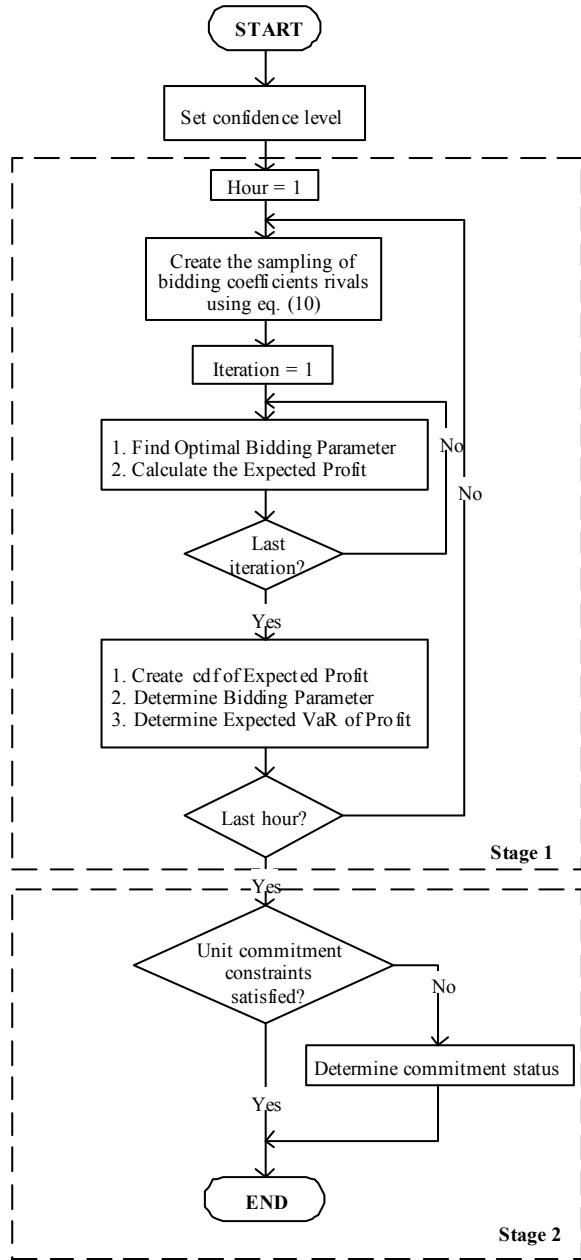 START
Set confidence level
Hour = 1
Create the sampling of
bidding coefficients rivals
using eq. (10)
Iteration = 1
1. Find Optimal Bidding Parameter
2. Calculate the Expected Profit
No
No
Last
iteration?
Yes
1. Create cdf of Expected Profit
2. Determine Bidding Parameter
3. Determine Expected VaR of Profit
Last hour?
Stage 1
Yes
Unit commitment
constraints
satisfied?
No
Determine commitment status
Yes
END
Stage 2